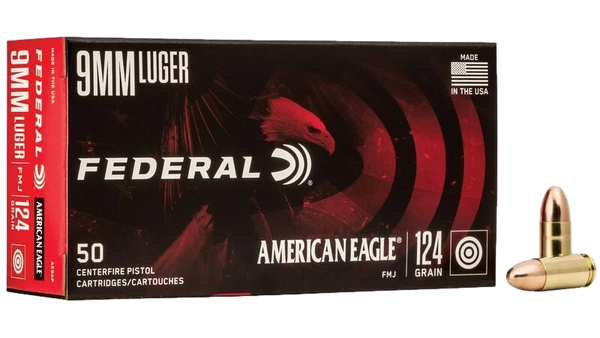 MADE IN THE USA
FEDERAL
9MM LUGER
FMJ
124
GRAIN
AMERICAN EAGLE®
AE9AP
9MM LUGER
MADE
IN THE USA
FEDERAL®
50
CENTERFIRE PISTOL
CARTRIDGES/CARTOUCHES
AMERICAN EAGLE®
FMJ
124
GRAIN